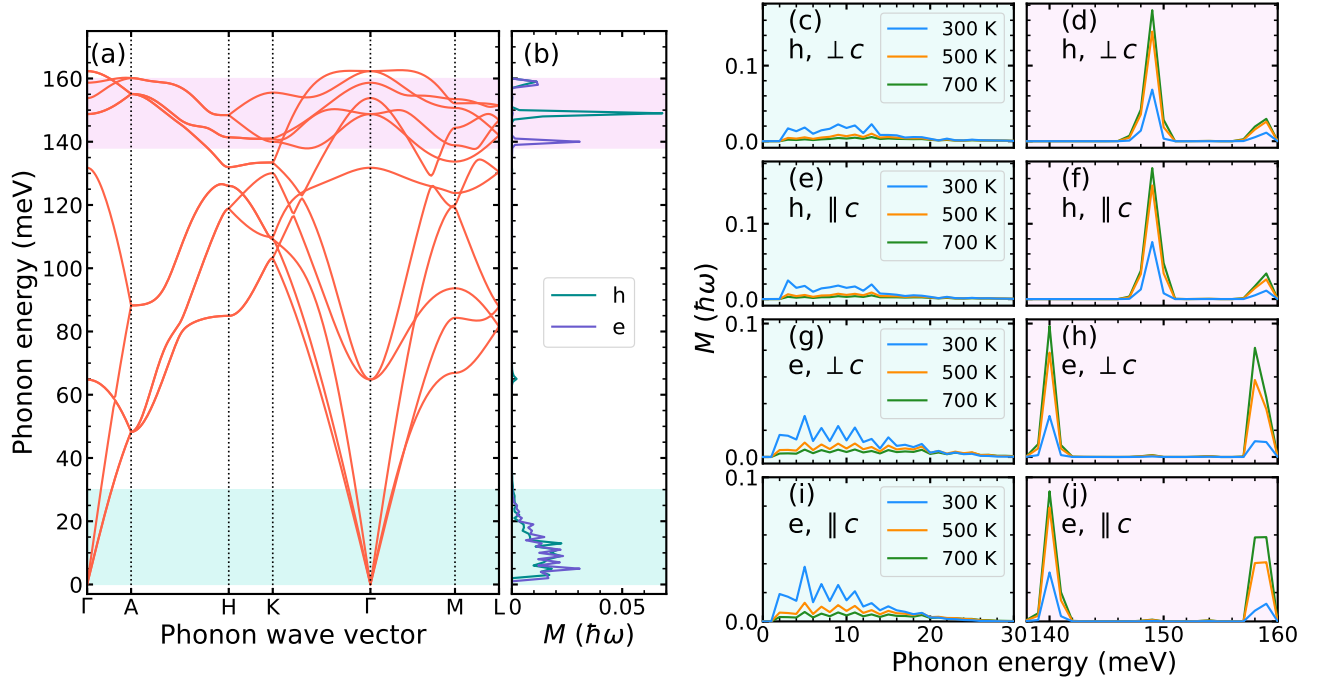 (a)
Phonon energy (meV)
160
140
120
100
80
60
40
20
0
Γ A H K Γ M L
Phonon wave vector
(b)
h
e
0 0.05
M (ħω)
M (ħω)
(c)
h, ⊥ c
300 K
500 K
700 K
0.1
0.0
(d)
h, ⊥ c
(e)
h, ∥ c
300 K
500 K
700 K
0.1
0.0
(f)
h, ∥ c
(g)
e, ⊥ c
300 K
500 K
700 K
0.1
0.0
(h)
e, ⊥ c
(i)
e, ∥ c
300 K
500 K
700 K
0.1
0.0
(j)
e, ∥ c
0 10 20 30 140 150 160
Phonon energy (meV)